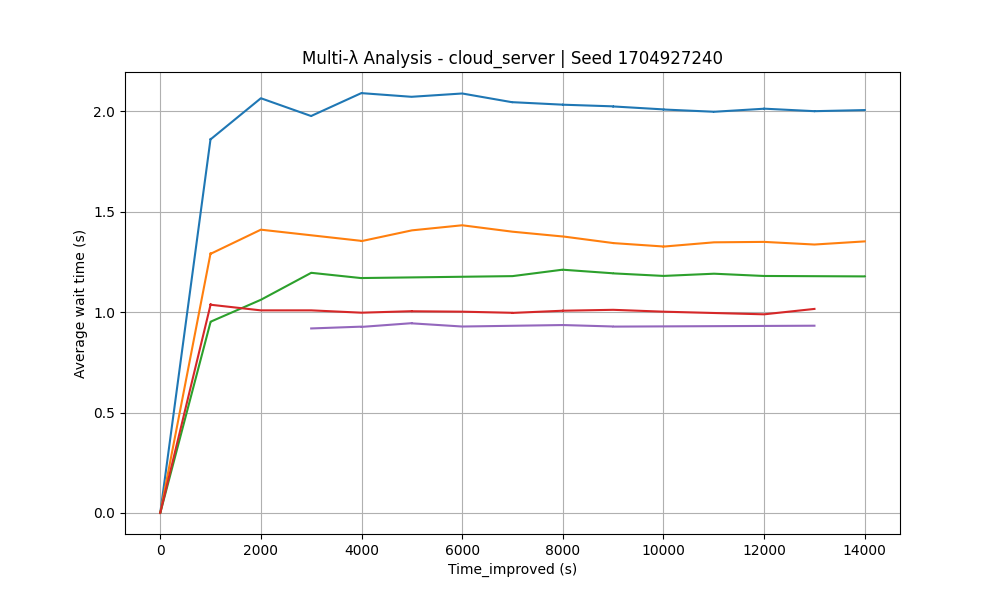 Multi-λ Analysis - cloud_server | Seed 1704927240
Average wait time (s)
2.0
1.5
1.0
0.5
0.0
0 2000 4000 6000 8000 10000 12000 14000
Time_improved (s)